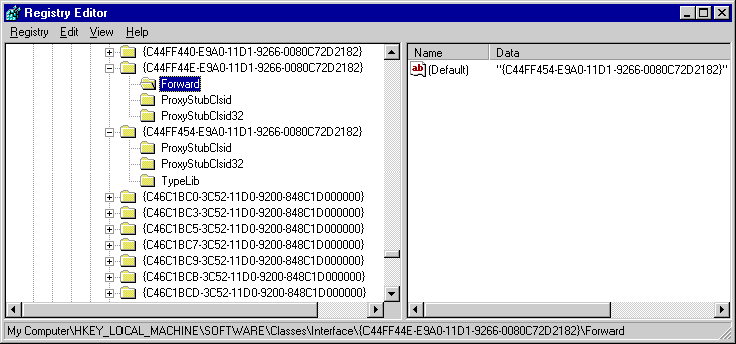 Registry Editor
Registry Edit View Help
{C44FF440-E9A0-11D1-9266-0080C72D2182}
{C44FF44E-E9A0-11D1-9266-0080C72D2182}
Forward
ProxyStubClsid
ProxyStubClsid32
{C44FF454-E9A0-11D1-9266-0080C72D2182}
ProxyStubClsid
ProxyStubClsid32
TypeLib
{C46C1BC0-3C52-11D0-9200-848C1D000000}
{C46C1BC3-3C52-11D0-9200-848C1D000000}
{C46C1BC5-3C52-11D0-9200-848C1D000000}
{C46C1BC7-3C52-11D0-9200-848C1D000000}
{C46C1BC9-3C52-11D0-9200-848C1D000000}
{C46C1BCB-3C52-11D0-9200-848C1D000000}
{C46C1BCD-3C52-11D0-9200-848C1D000000}
Name Data
ab (Default) "{C44FF454-E9A0-11D1-9266-0080C72D2182}"
My Computer\HKEY_LOCAL_MACHINE\SOFTWARE\Classes\Interface\{C44FF44E-E9A0-11D1-9266-0080C72D2182}\Forward